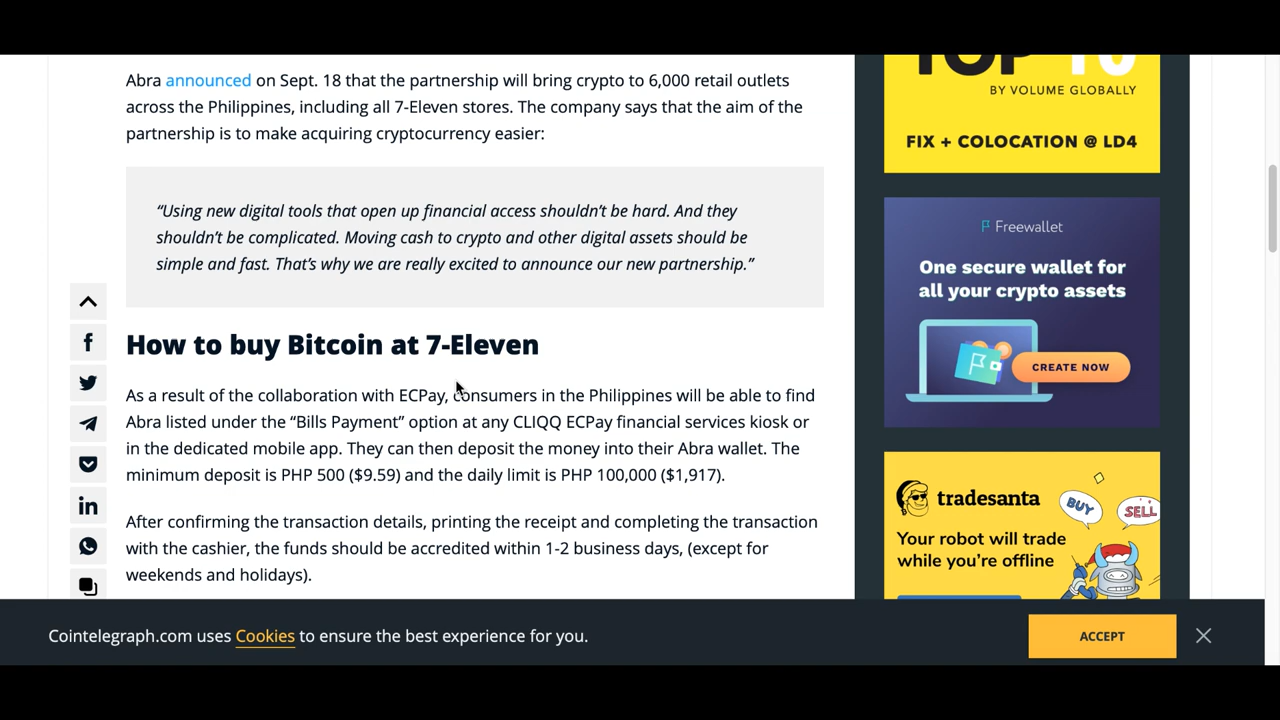 Abra announced on Sept. 18 that the partnership will bring crypto to 6,000 retail outlets
across the Philippines, including all 7-Eleven stores. The company says that the aim of the
partnership is to make acquiring cryptocurrency easier:
“Using new digital tools that open up financial access shouldn’t be hard. And they
shouldn’t be complicated. Moving cash to crypto and other digital assets should be
simple and fast. That’s why we are really excited to announce our new partnership.”
How to buy Bitcoin at 7-Eleven
As a result of the collaboration with ECPay, consumers in the Philippines will be able to find
Abra listed under the “Bills Payment” option at any CLIQQ ECPay financial services kiosk or
in the dedicated mobile app. They can then deposit the money into their Abra wallet. The
minimum deposit is PHP 500 ($9.59) and the daily limit is PHP 100,000 ($1,917).
After confirming the transaction details, printing the receipt and completing the transaction
with the cashier, the funds should be accredited within 1-2 business days, (except for
weekends and holidays).
TOP 10
BY VOLUME GLOBALLY
FIX + COLOCATION @ LD4
Freewallet
One secure wallet for
all your crypto assets
CREATE NOW
tradesanta
BUY
SELL
Your robot will trade
while you’re offline
Cointelegraph.com uses Cookies to ensure the best experience for you.
ACCEPT